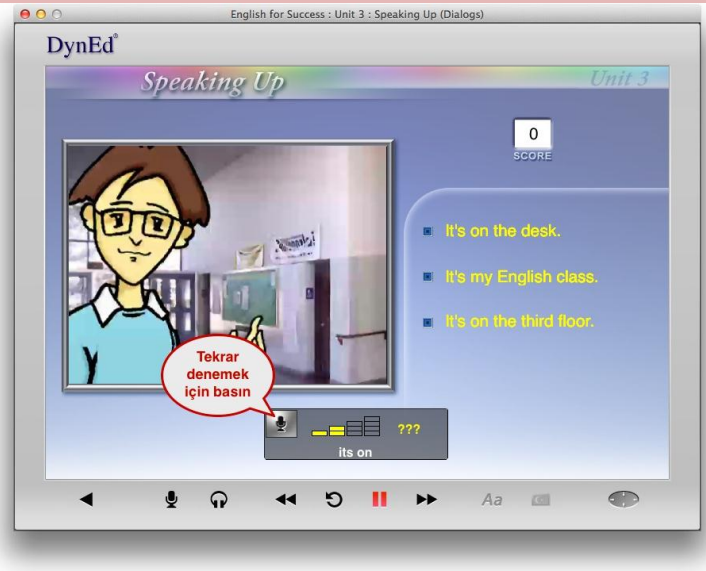 English for Success : Unit 3 : Speaking Up (Dialogs)
DynEd®
Speaking Up
Unit 3
0
SCORE
It's on the desk.
It's my English class.
It's on the third floor.
Tekrar
denemek
için basın
???
its on
Aa